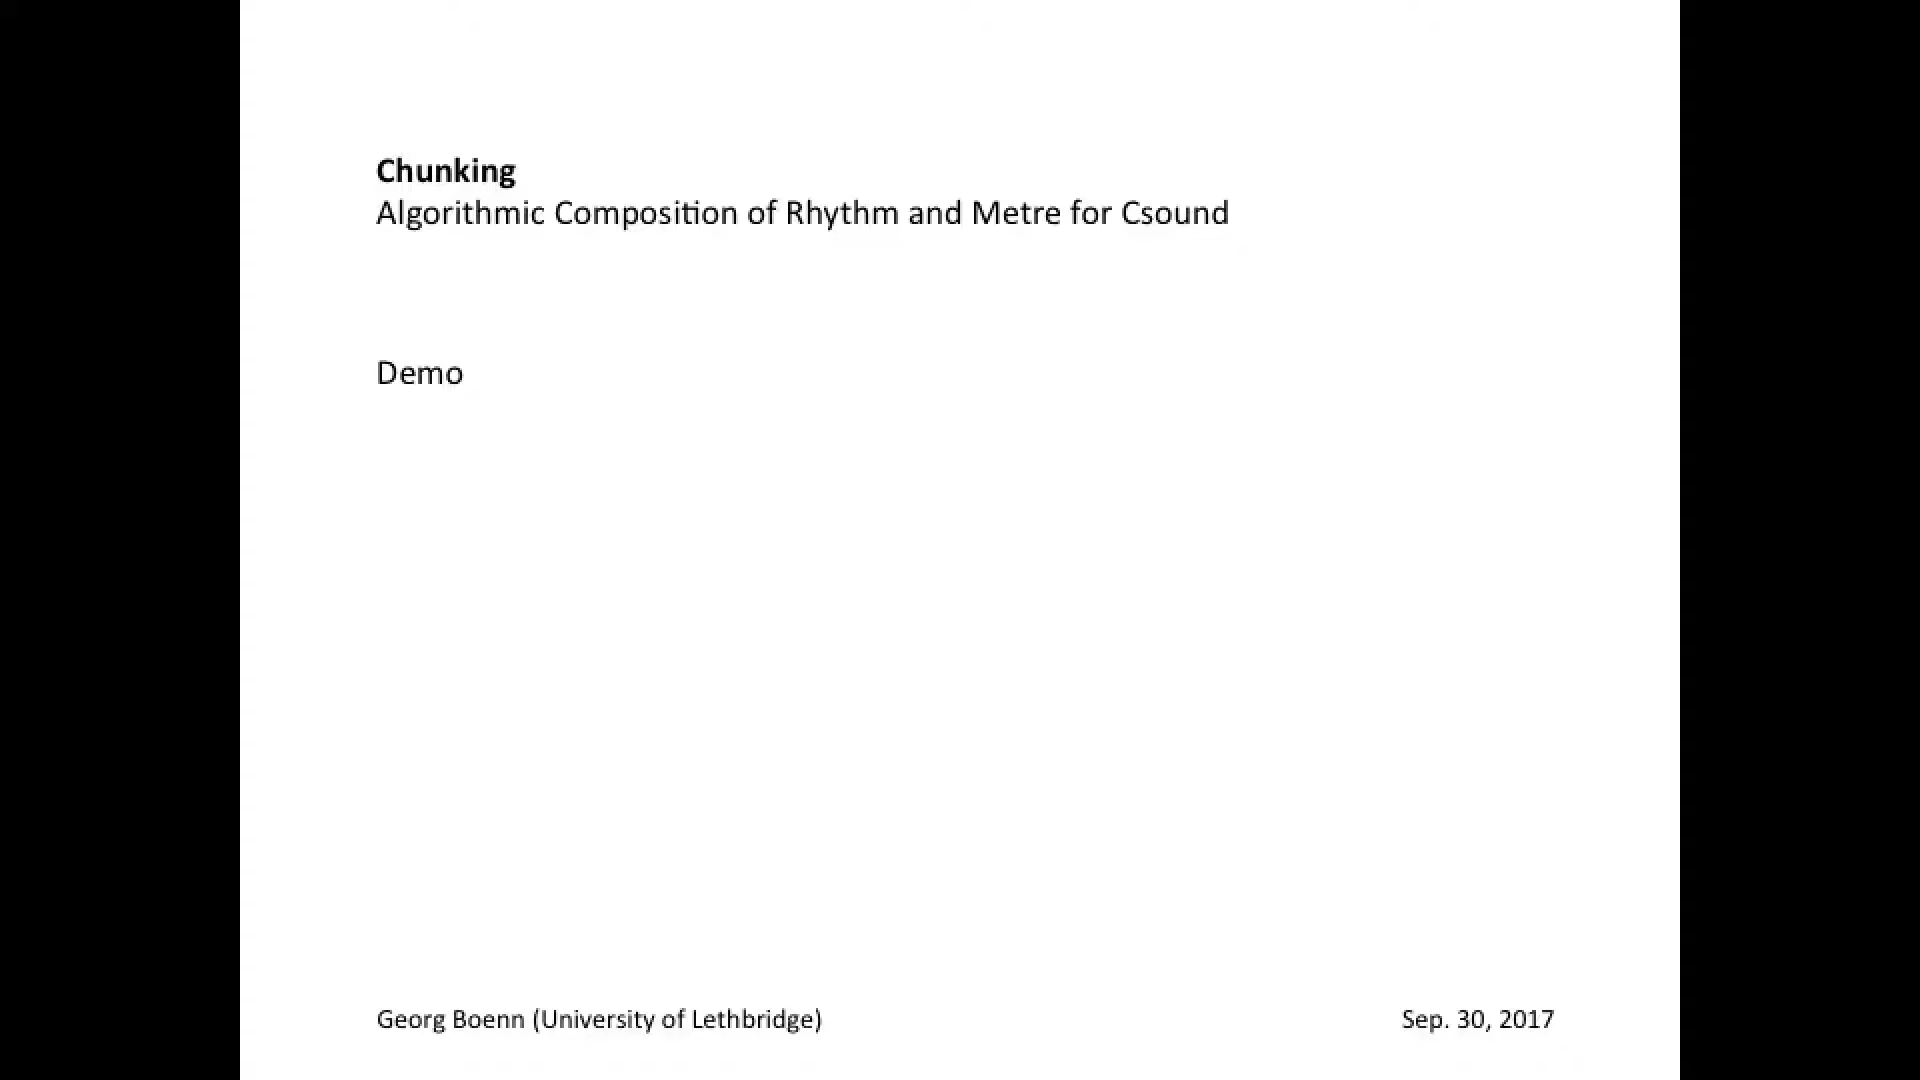 Chunking
Algorithmic Composition of Rhythm and Metre for Csound
Demo
Georg Boenn (University of Lethbridge)
Sep. 30, 2017